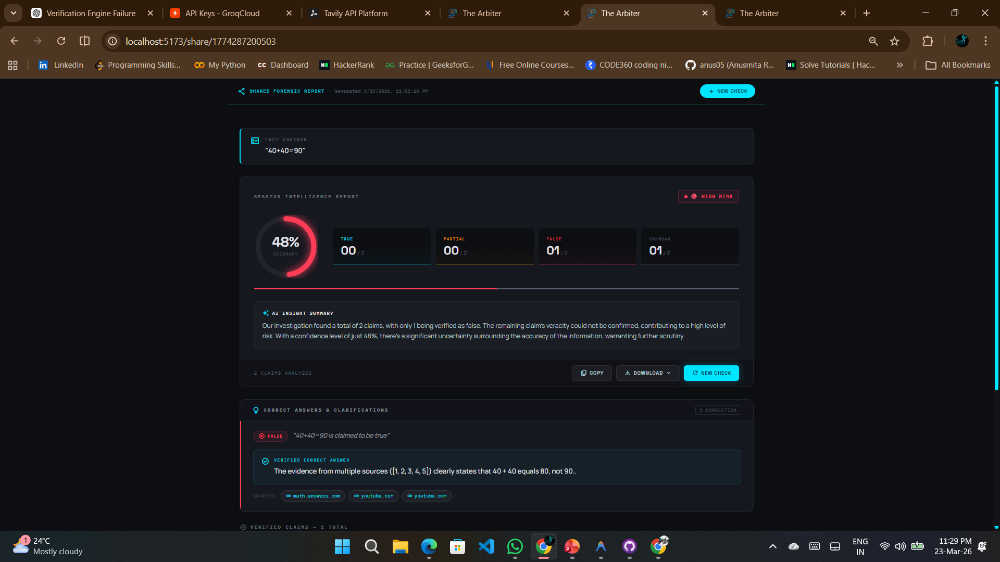 Verification Engine Failure
API Keys - GroqCloud
Tavily API Platform
The Arbiter
The Arbiter
The Arbiter
localhost:5173/share/1774287200503
LinkedIn
Programming Skills...
My Python
CC Dashboard
HackerRank
Practice | GeeksforG...
Free Online Courses...
CODE360 coding ni...
anus05 (Anusmita R...
Solve Tutorials | Hac...
All Bookmarks
SHARED FORENSIC REPORT · Generated 3/23/2026, 11:03:20 PM
+ NEW CHECK
FACT CHECKED
"40+40=90"
SESSION INTELLIGENCE REPORT
HIGH RISK
48%
ACCURACY
TRUE
00 / 2
PARTIAL
00 / 2
FALSE
01 / 2
UNKNOWN
01 / 2
AI INSIGHT SUMMARY
Our investigation found a total of 2 claims, with only 1 being verified as false. The remaining claim's veracity could not be confirmed, contributing to a high level of
risk. With a confidence level of just 48%, there's a significant uncertainty surrounding the accuracy of the information, warranting further scrutiny.
2 CLAIMS ANALYZED
COPY
DOWNLOAD
NEW CHECK
CORRECT ANSWERS & CLARIFICATIONS
1 CORRECTION
FALSE
"40+40=90 is claimed to be true"
VERIFIED CORRECT ANSWER
The evidence from multiple sources ([1, 2, 3, 4, 5]) clearly states that 40 + 40 equals 80, not 90..
SOURCES:
math.answers.com
youtube.com
youtube.com
VERIFIED CLAIMS — 2 TOTAL
1
24°C
Mostly cloudy
ENG
IN
11:29 PM
23-Mar-26